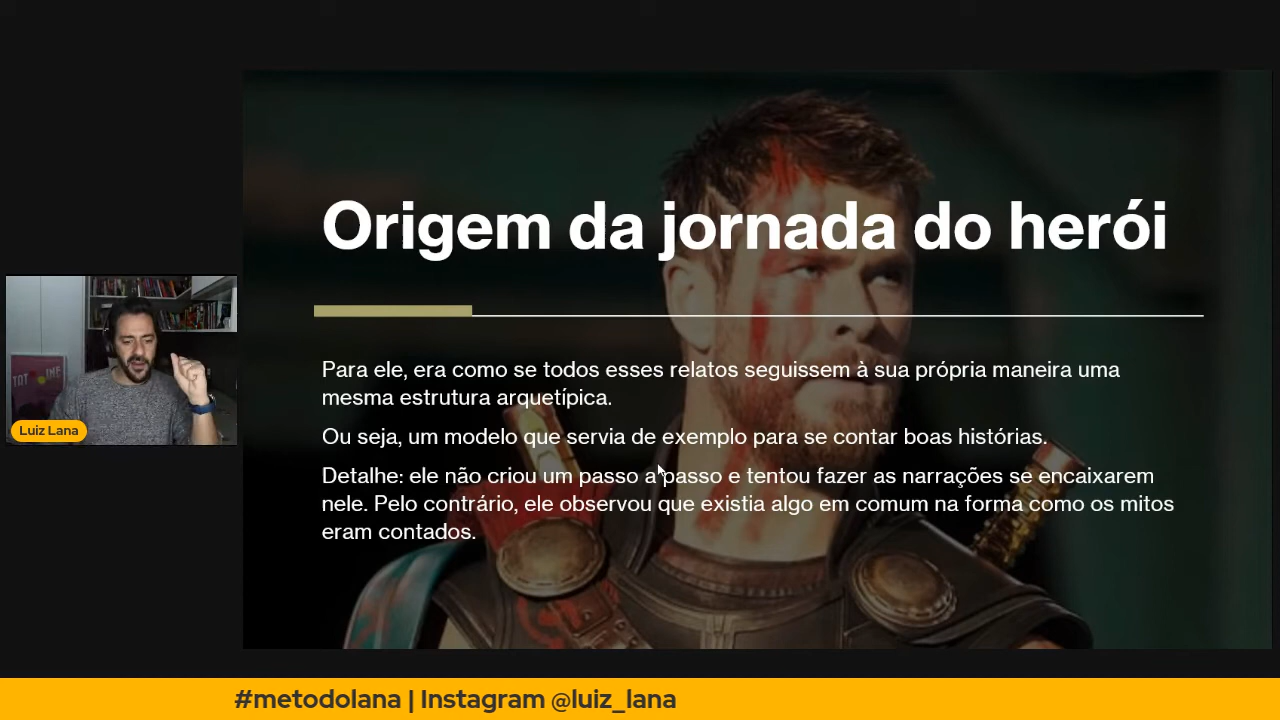 Origem da jornada do herói
Para ele, era como se todos esses relatos seguissem à sua própria maneira uma
mesma estrutura arquetípica.
Ou seja, um modelo que servia de exemplo para se contar boas histórias.
Detalhe: ele não criou um passo a passo e tentou fazer as narrações se encaixarem
nele. Pelo contrário, ele observou que existia algo em comum na forma como os mitos
eram contados.
Luiz Lana
#metodolana | Instagram @luiz_lana